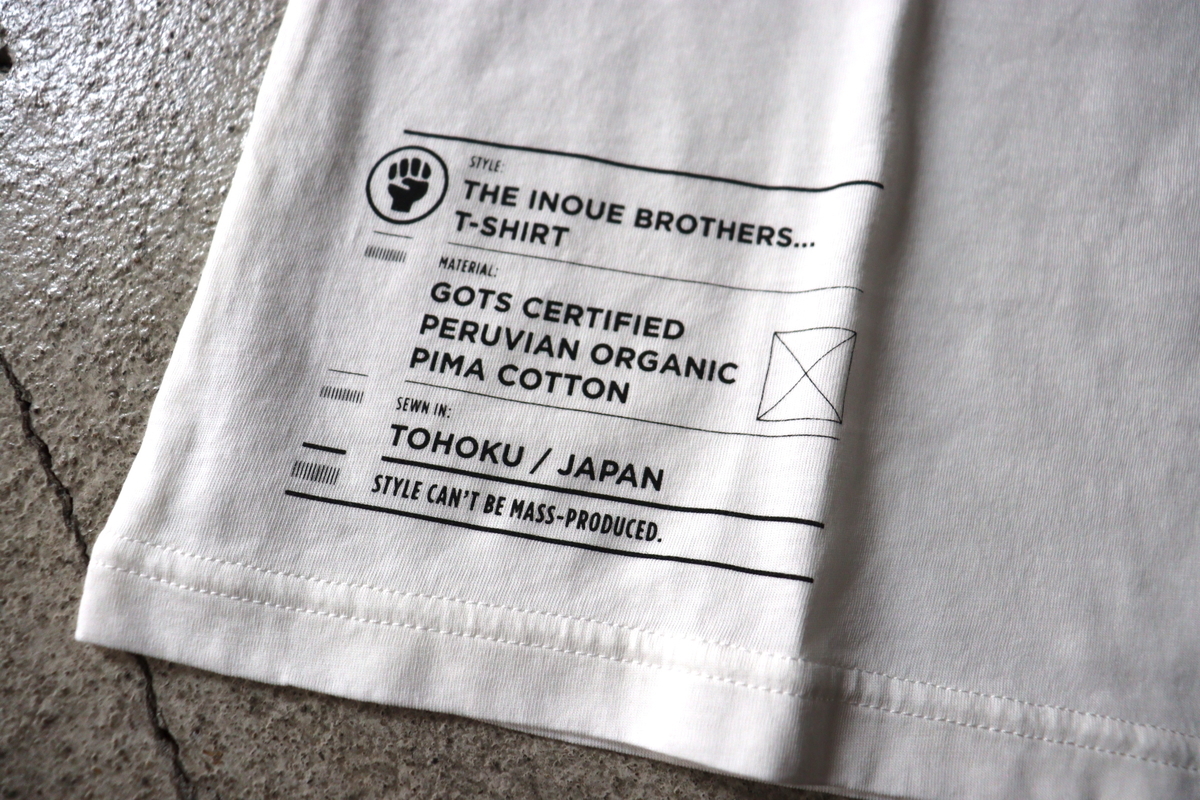 STYLE:
THE INOUE BROTHERS...
T-SHIRT
MATERIAL:
GOTS CERTIFIED
PERUVIAN ORGANIC
PIMA COTTON
SEWN IN:
TOHOKU / JAPAN
STYLE CAN'T BE MASS-PRODUCED.